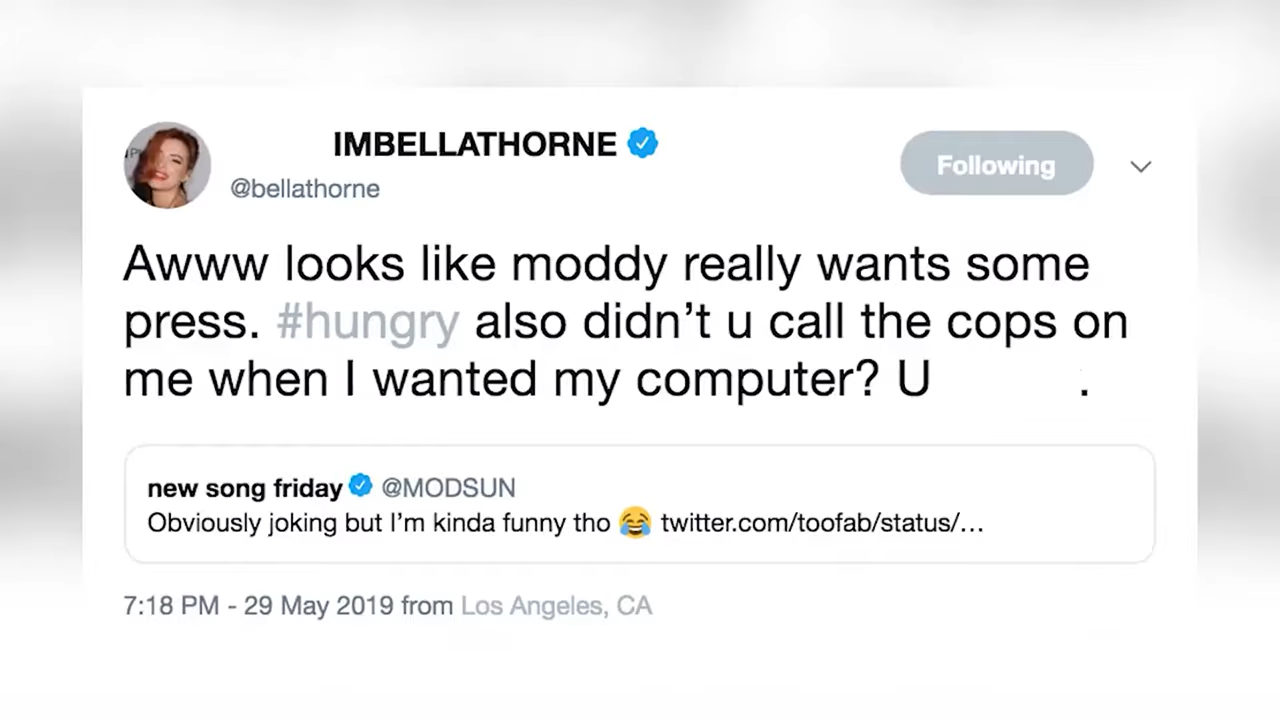 IMBELLATHORNE
Following
@bellathorne
Awww looks like moddy really wants some
press. #hungry also didn’t u call the cops on
me when I wanted my computer? U .
new song friday @MODSUN
Obviously joking but I’m kinda funny tho 😂 twitter.com/toofab/status/…
7:18 PM - 29 May 2019 from Los Angeles, CA